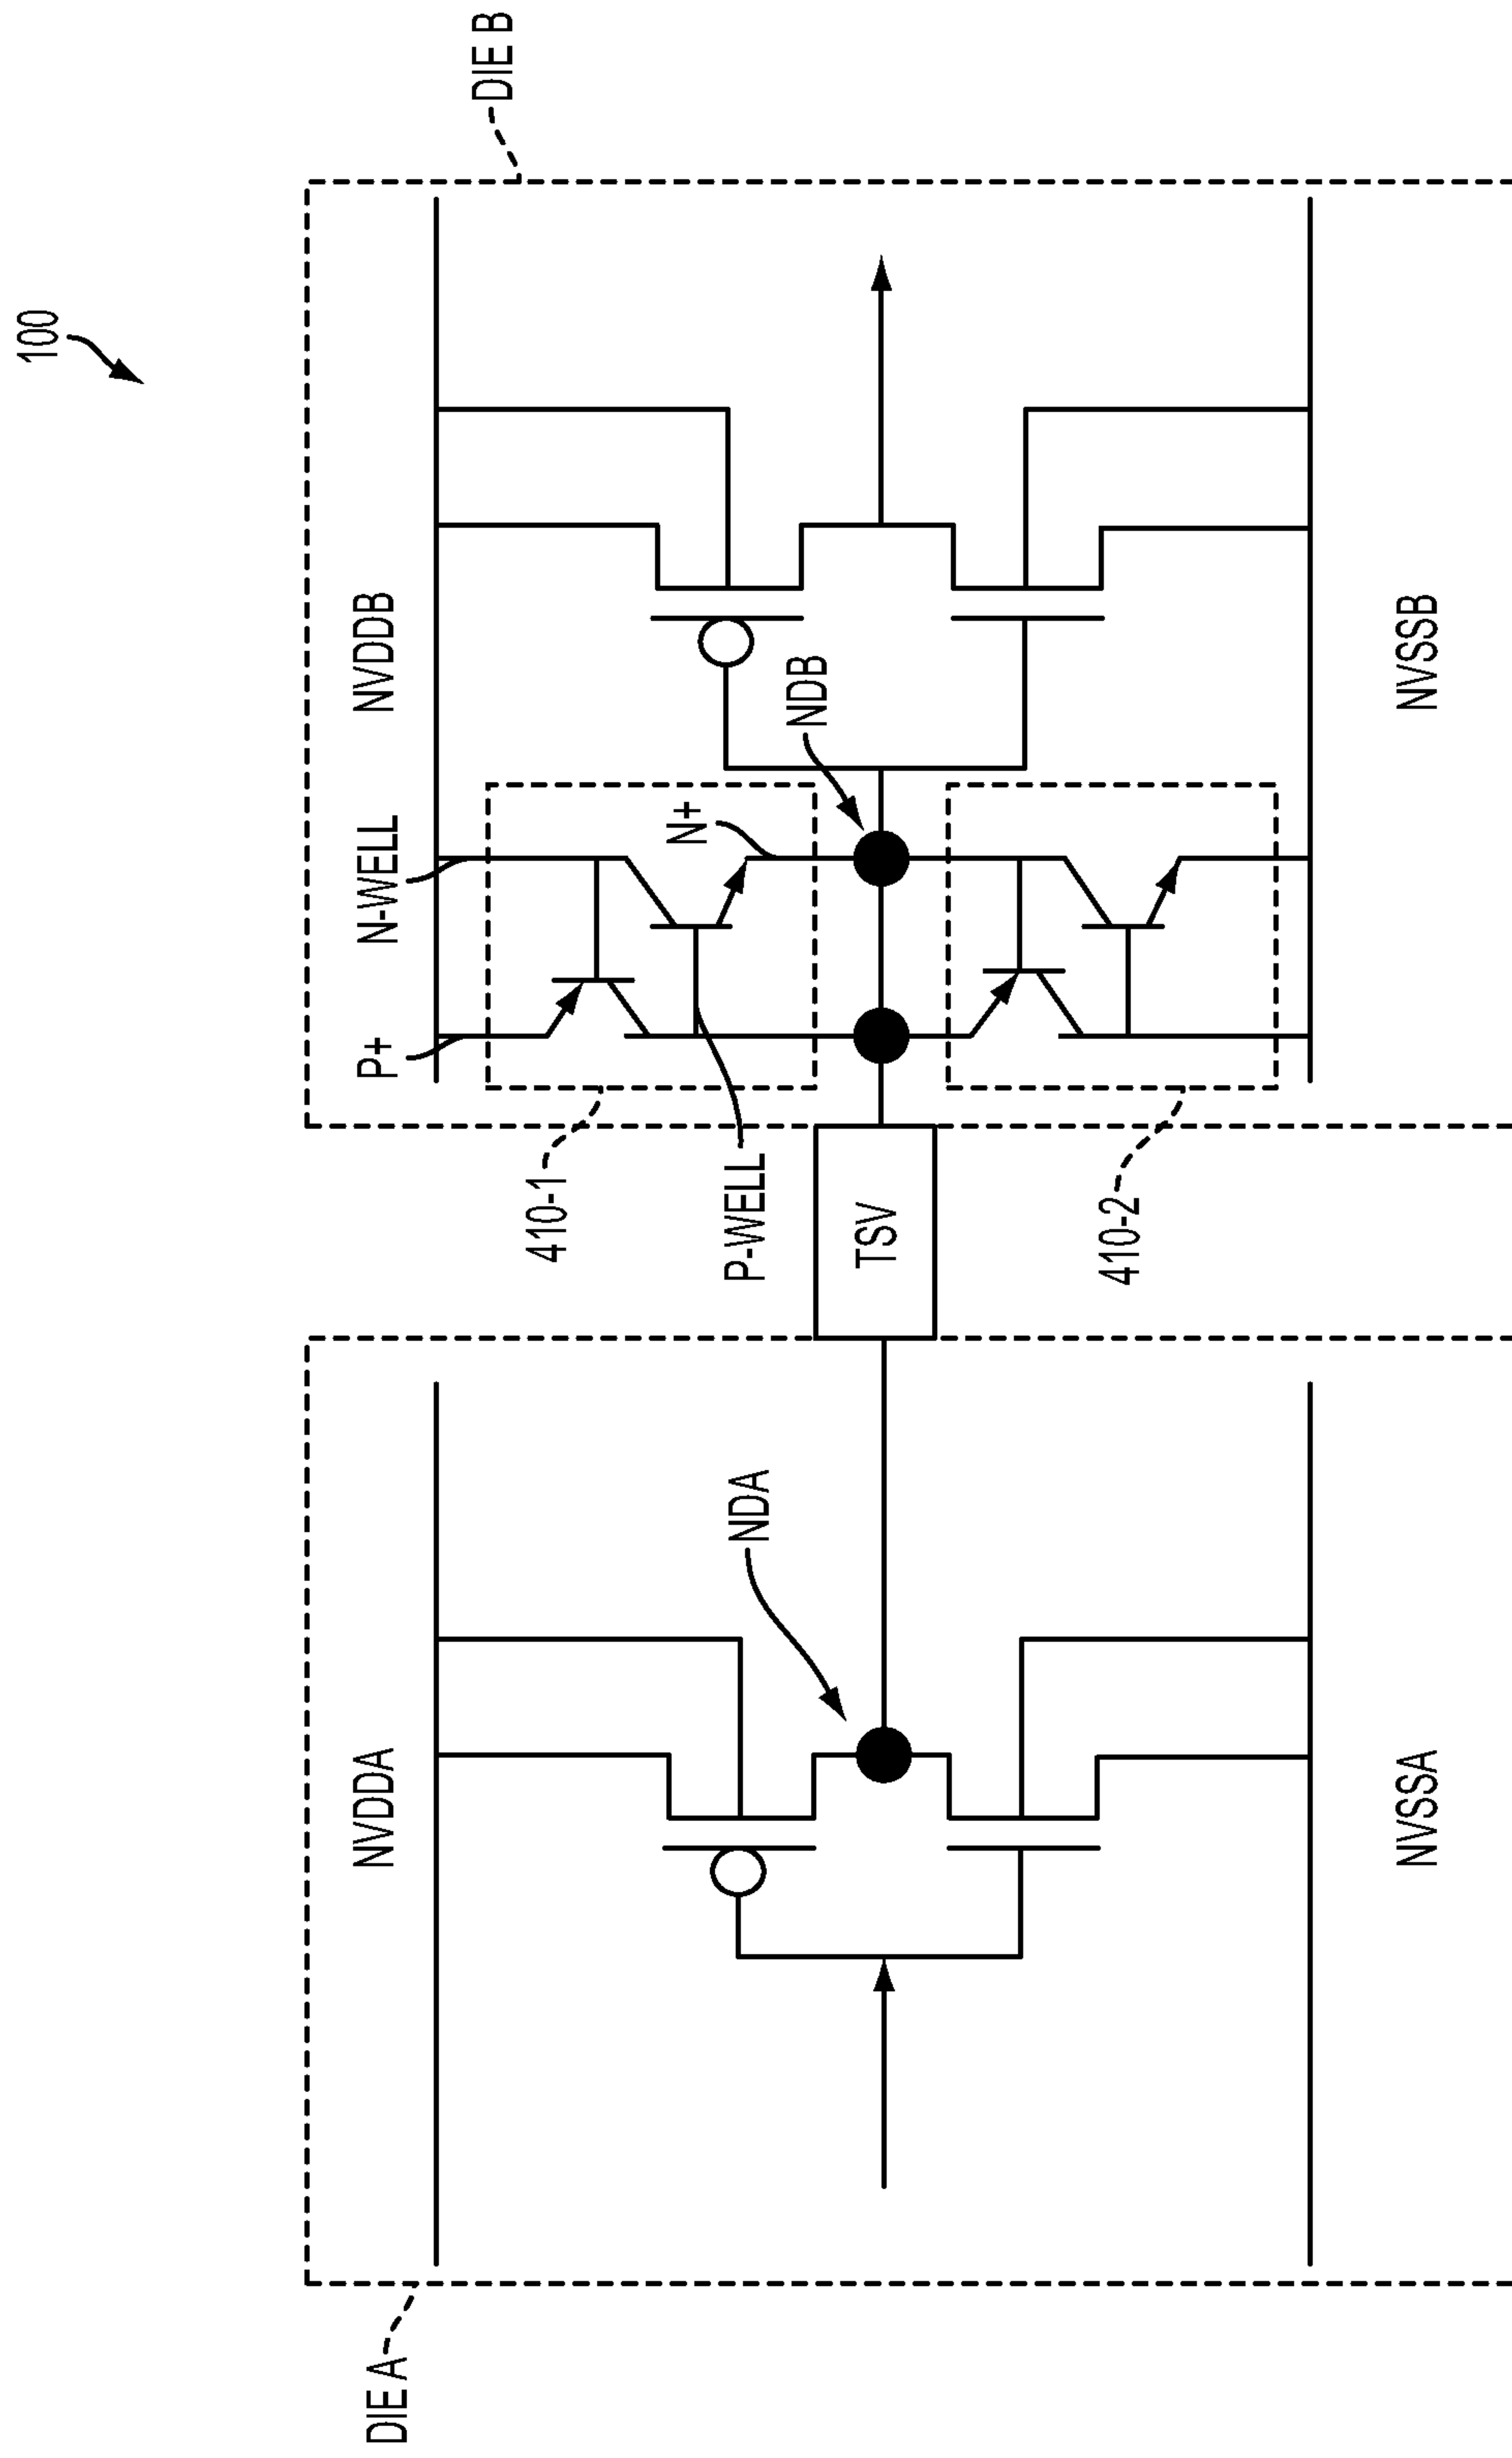 100
DIE B
NVDDB
N-WELL
P+
N+
NDB
410-1
P-WELL
TSV
410-2
NVSSB
DIE A
NVDDA
NDA
NVSSA